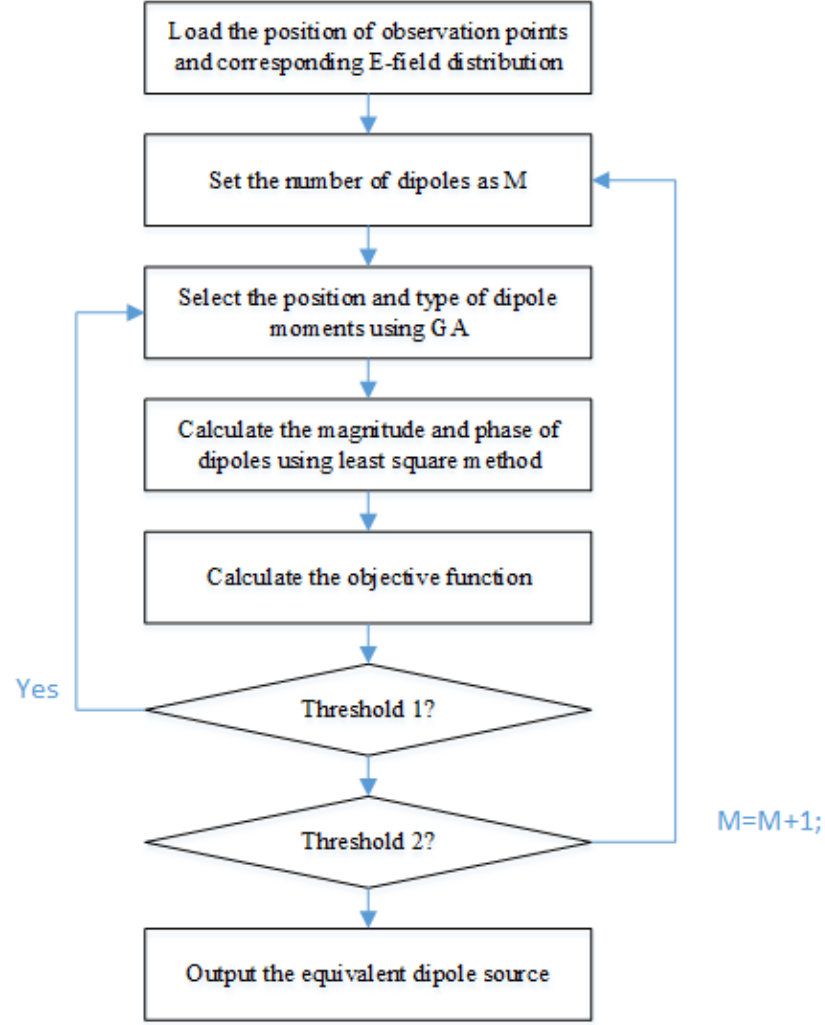 Load the position of observation points
and corresponding E-field distribution
Set the number of dipoles as M
Select the position and type of dipole
moments using GA
Calculate the magnitude and phase of
dipoles using least square method
Calculate the objective function
Yes
Threshold 1?
Threshold 2?
M=M+1;
Output the equivalent dipole source